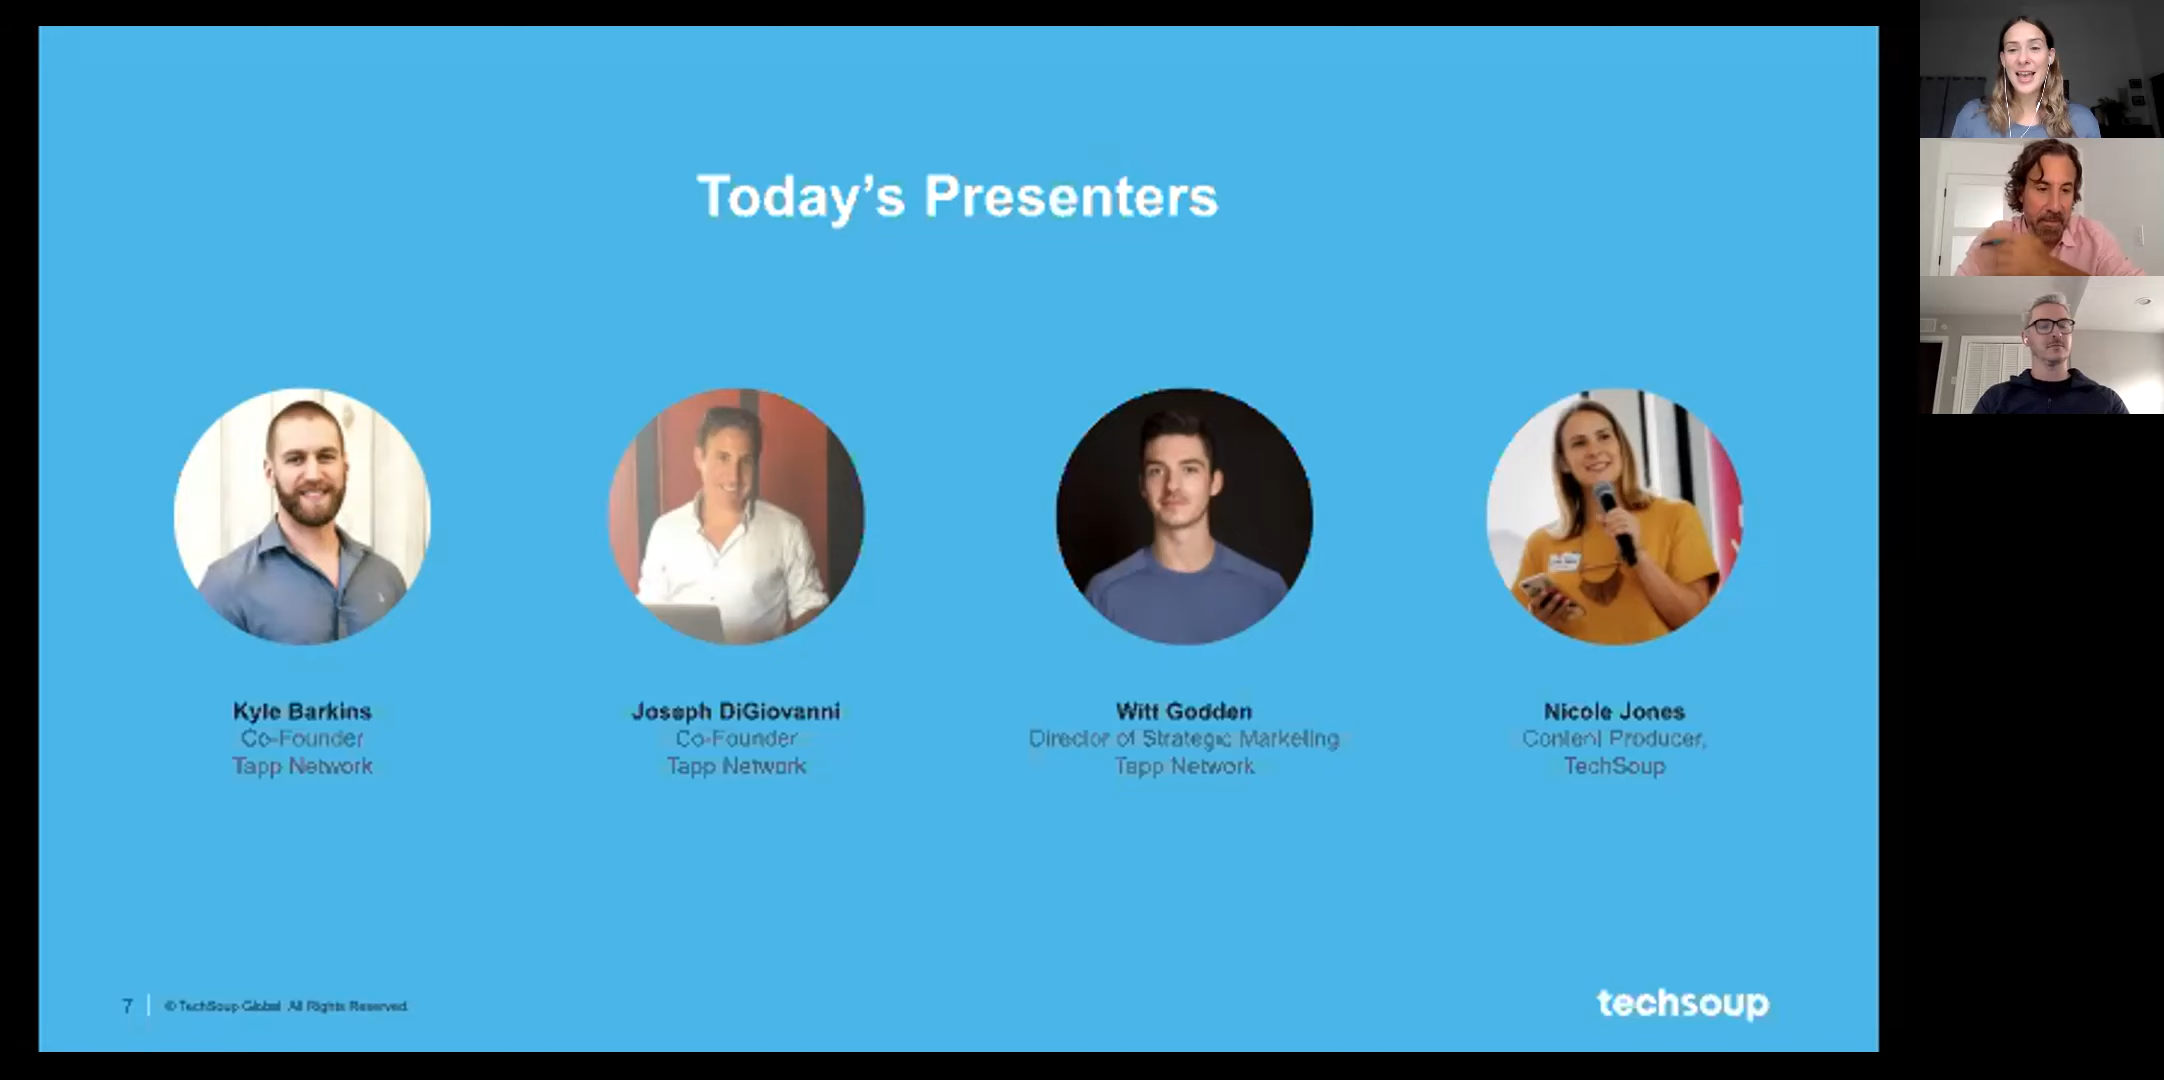 Today's Presenters
Kyle Barkins
Co-Founder
Tapp Network
Joseph DiGiovanni
Co-Founder
Tapp Network
Witt Godden
Director of Strategic Marketing
Tapp Network
Nicole Jones
Content Producer,
TechSoup
7
© TechSoup Global. All Rights Reserved.
techsoup